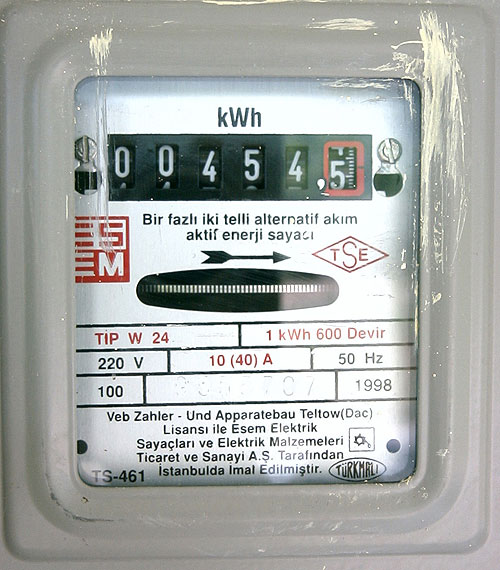 kWh
0 0 4 5 4 , 5
Bir fazlı iki telli alternatif akım
aktif enerji sayacı
SEM
TSE
TIP W 24
1 kWh 600 Devir
220 V
10 (40) A
50 Hz
100
1998
Veb Zahler - Und Apparatebau Teltow(Dac)
Lisansı ile Esem Elektrik
Sayaçları ve Elektrik Malzemeleri
Ticaret ve Sanayi A.Ş. Tarafından
İstanbulda İmal Edilmiştir.
TS-461
TÜRKMALI